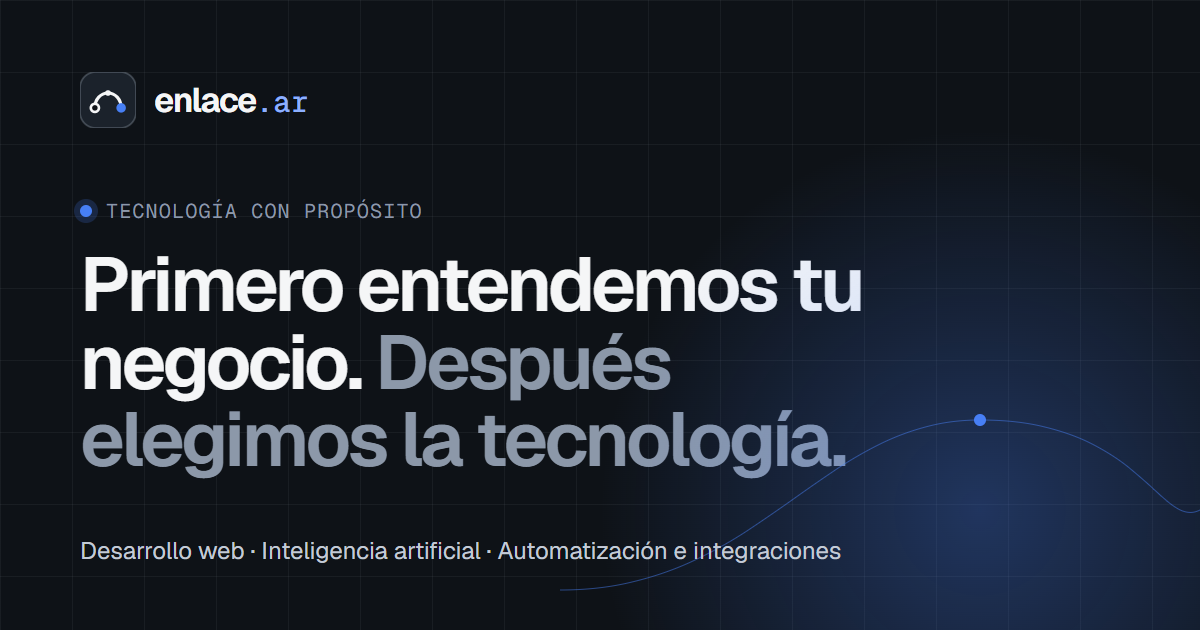 enlace.ar
TECNOLOGÍA CON PROPÓSITO
Primero entendemos tu
negocio. Después
elegimos la tecnología.
Desarrollo web · Inteligencia artificial · Automatización e integraciones